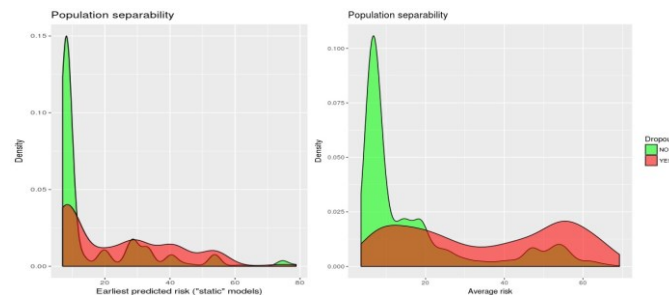 Population separability
Density
0.15
0.10
0.05
0.00
20
40
60
80
Earliest predicted risk ("static" models)
Population separability
Density
0.100
0.075
0.050
0.025
0.000
20
40
60
Average risk
Dropou
NO
YES